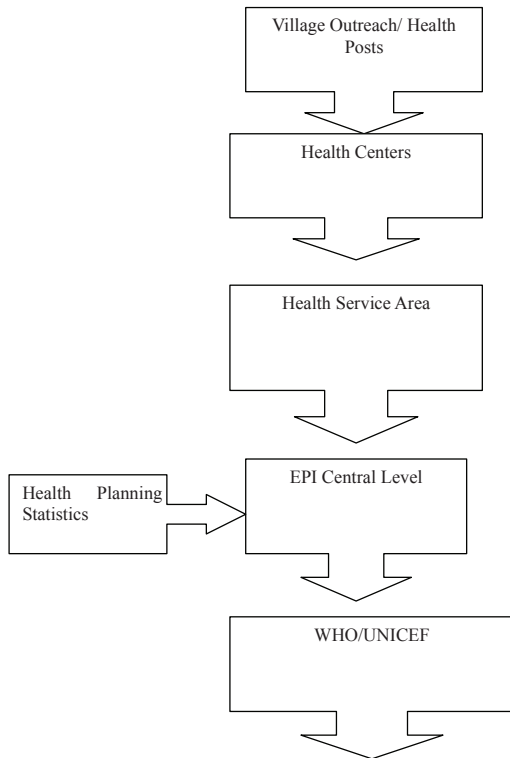 Village Outreach/ Health
Posts
Health Centers
Health Service Area
EPI Central Level
Health Planning
Statistics
WHO/UNICEF